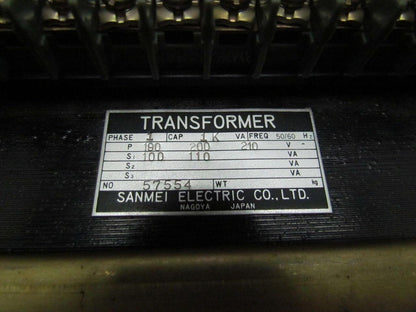 TRANSFORMER
PHASE 1 CAP 1K VA FREQ 50/60 Hz
P 190 200 210 V -
S1 100 110 VA
S2 VA
S3 VA
NO 57554 WT kg
SANMEI ELECTRIC CO., LTD.
NAGOYA JAPAN